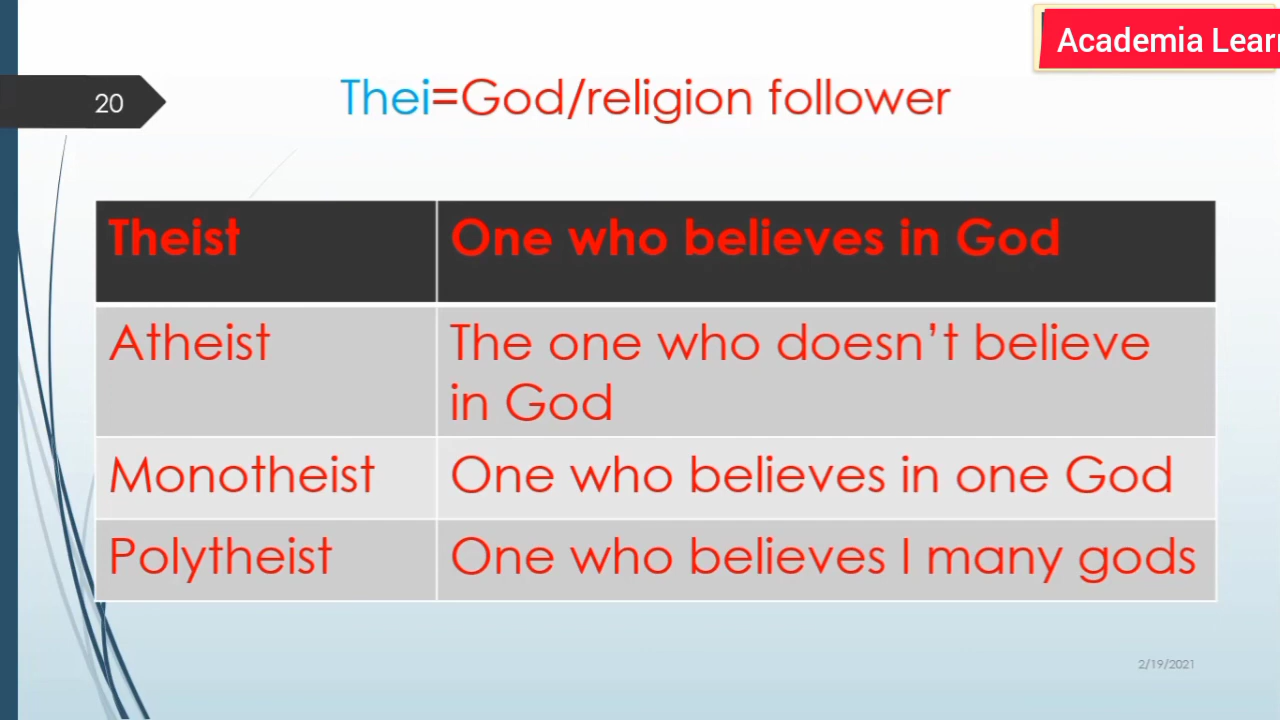 Academia Lear
20
Thei=God/religion follower
Theist One who believes in God
Atheist The one who doesn’t believe
in God
Monotheist One who believes in one God
Polytheist One who believes I many gods
2/19/2021